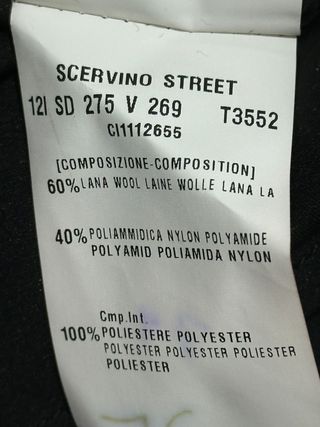 SCERVINO STREET
12I SD 275 V 269 T3552
CI1112655
[COMPOSIZIONE-COMPOSITION]
60% LANA WOOL LAINE WOLLE LANA LA
40% POLIAMMIDICA NYLON POLYAMIDE
POLYAMID POLIAMIDA NYLON
Cmp.Int.
100% POLIESTERE POLYESTER
POLYESTER POLYESTER POLIESTER
POLIESTER